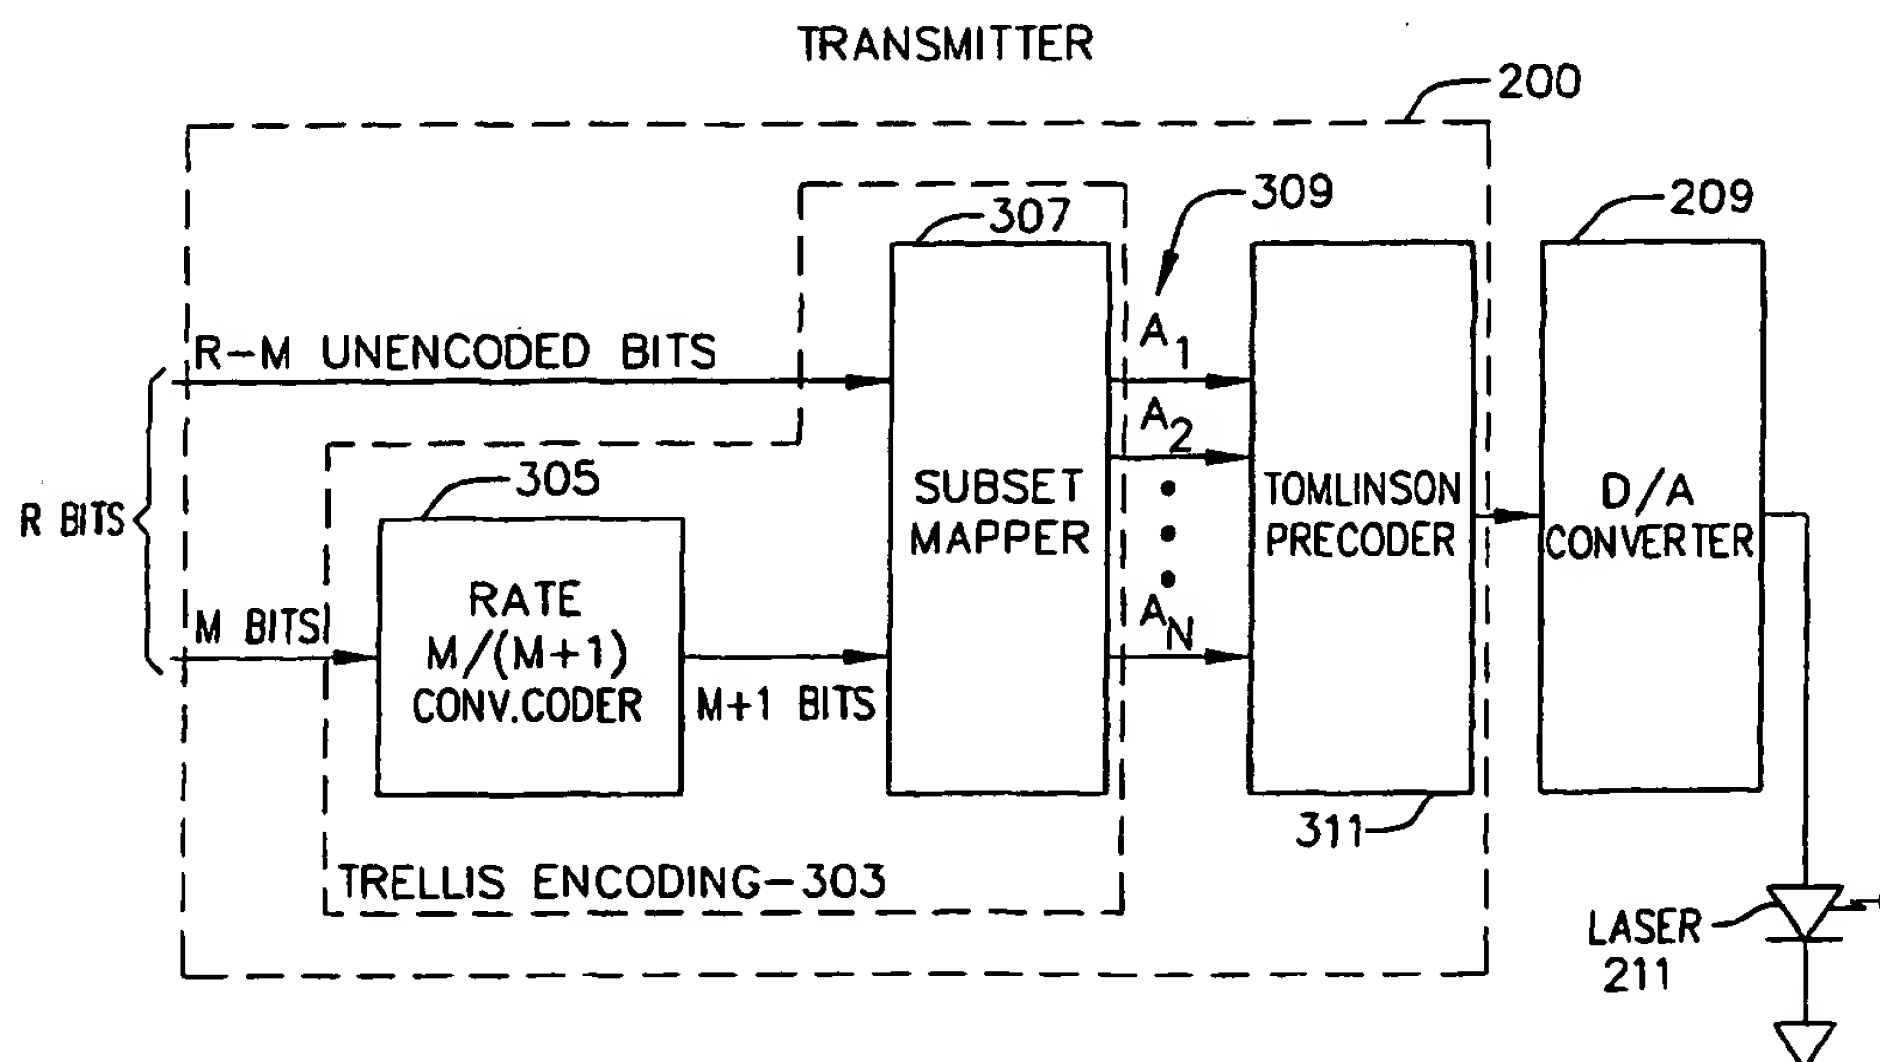 TRANSMITTER
200
309
209
307
R-M UNENCODED BITS
A1
A2
305
R BITS
SUBSET
MAPPER
TOMLINSON
PRECODER
D/A
CONVERTER
M BITS
RATE
M/(M+1)
CONV.CODER
M+1 BITS
AN
311
TRELLIS ENCODING-303
LASER
211